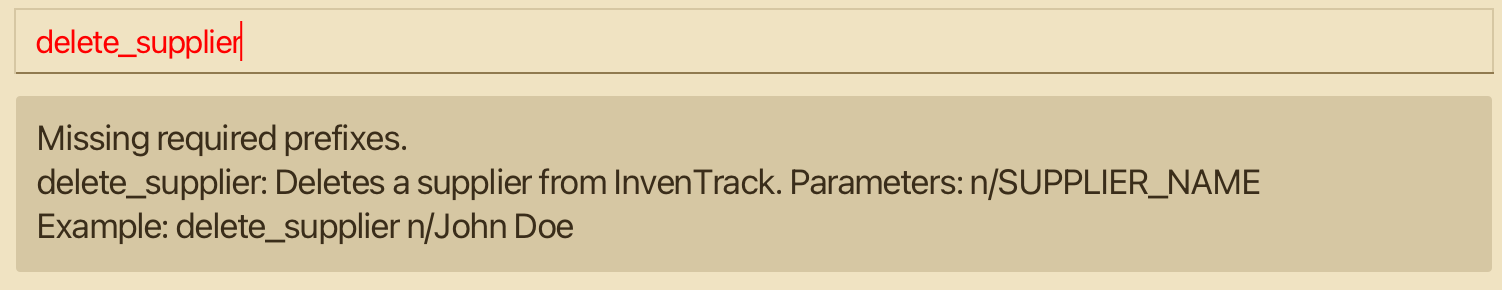 delete_supplier
Missing required prefixes.
delete_supplier: Deletes a supplier from InvenTrack. Parameters: n/SUPPLIER_NAME
Example: delete_supplier n/John Doe